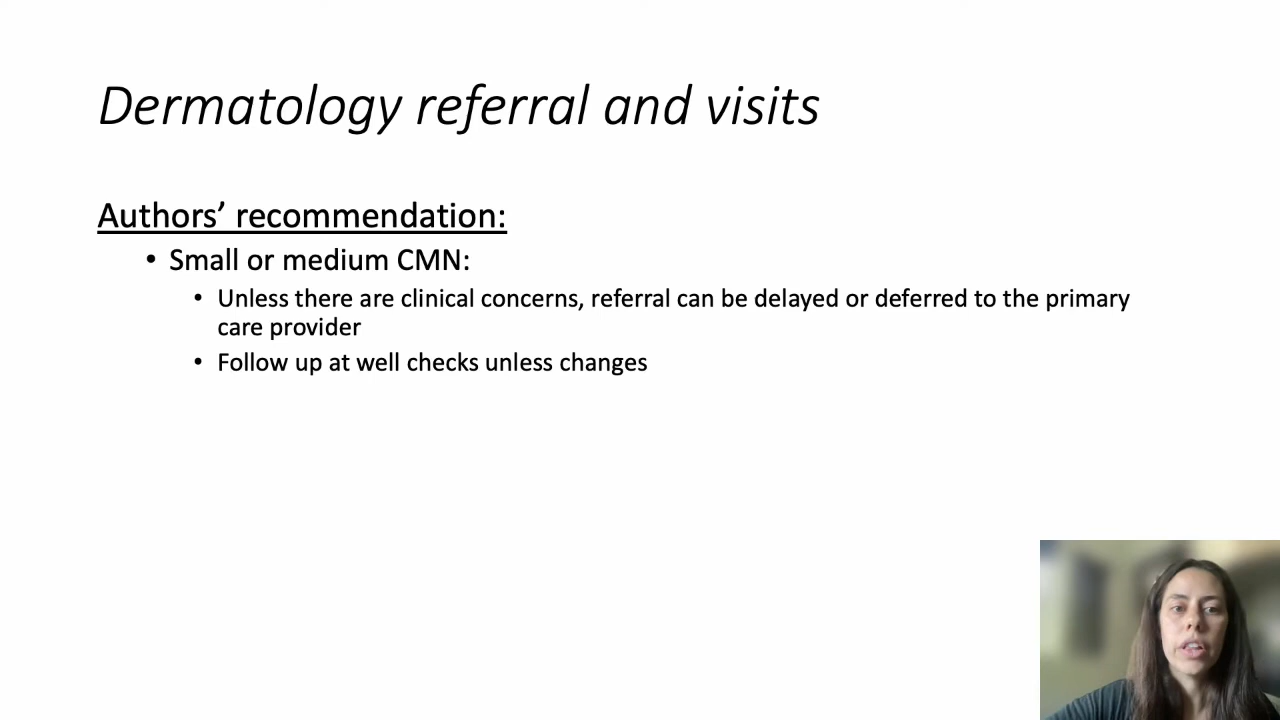 Dermatology referral and visits
Authors’ recommendation:
• Small or medium CMN:
• Unless there are clinical concerns, referral can be delayed or deferred to the primary
care provider
• Follow up at well checks unless changes